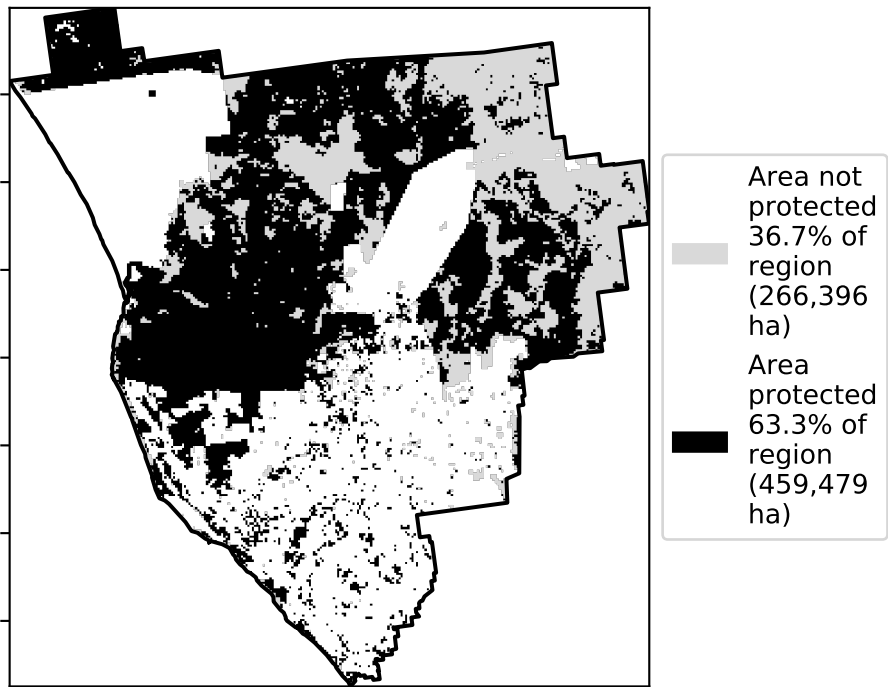 Area not
protected
36.7% of
region
(266,396
ha)
Area
protected
63.3% of
region
(459,479
ha)